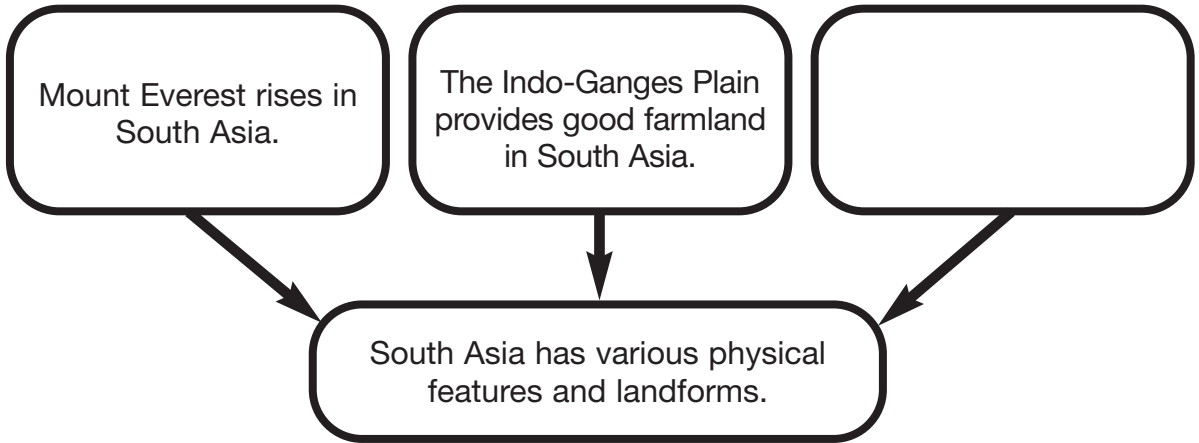 Mount Everest rises in
South Asia.
The Indo-Ganges Plain
provides good farmland
in South Asia.
South Asia has various physical
features and landforms.